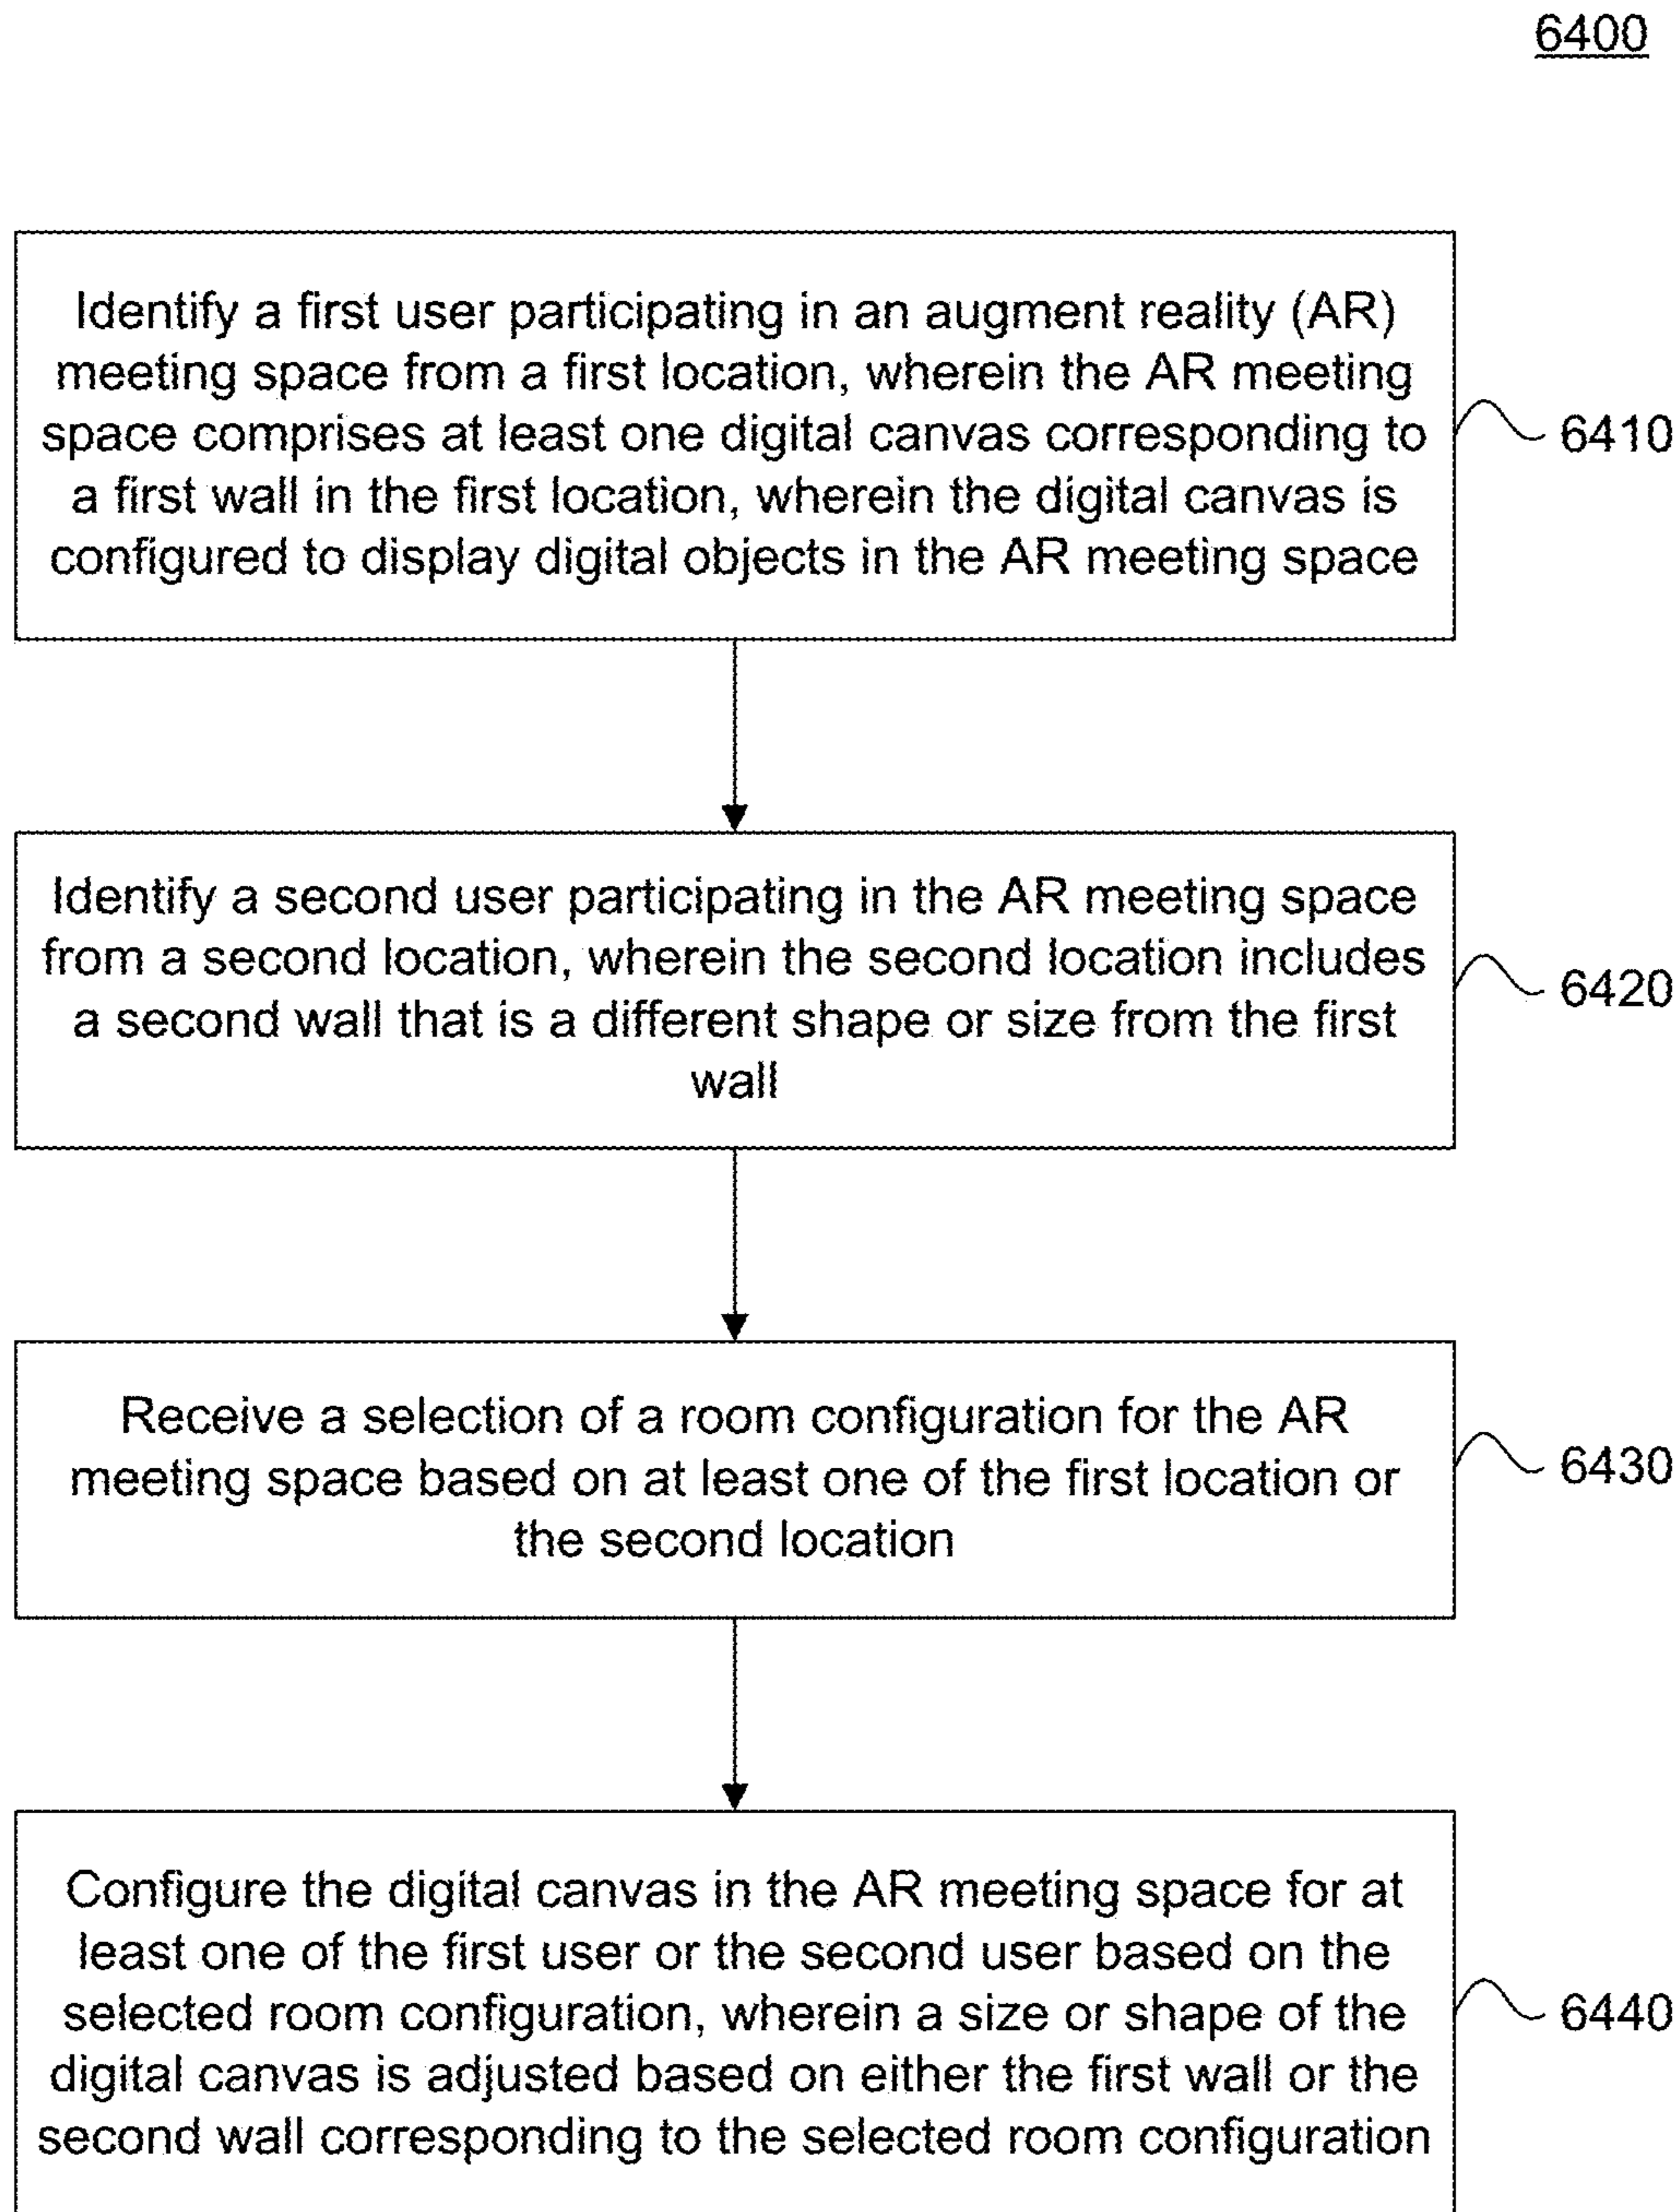 6400
Identify a first user participating in an augment reality (AR)
meeting space from a first location, wherein the AR meeting
space comprises at least one digital canvas corresponding to
a first wall in the first location, wherein the digital canvas is
configured to display digital objects in the AR meeting space
6410
Identify a second user participating in the AR meeting space
from a second location, wherein the second location includes
a second wall that is a different shape or size from the first
wall
6420
Receive a selection of a room configuration for the AR
meeting space based on at least one of the first location or
the second location
6430
Configure the digital canvas in the AR meeting space for at
least one of the first user or the second user based on the
selected room configuration, wherein a size or shape of the
digital canvas is adjusted based on either the first wall or the
second wall corresponding to the selected room configuration
6440